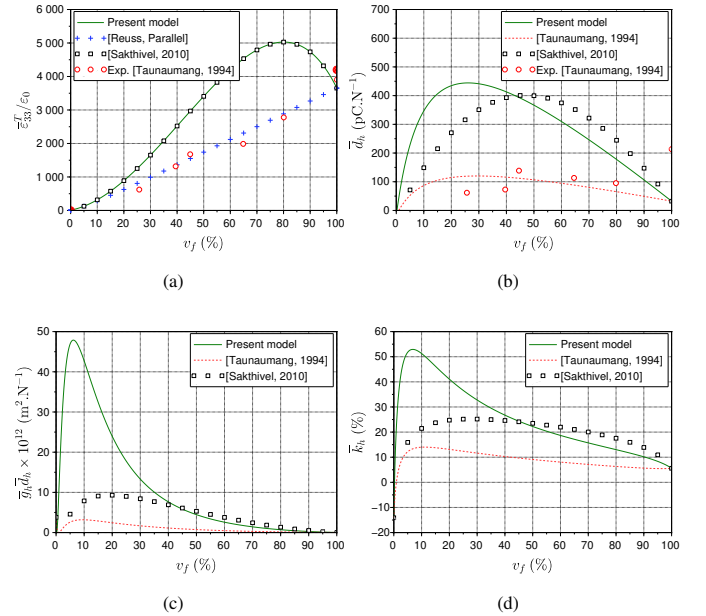 6 000
5 000
4 000
3 000
2 000
1 000
0
0 10 20 30 40 50 60 70 80 90 100
ε̅ᵀ₃₃/ε₀
v_f (%)
Present model
[Reuss, Parallel]
[Sakthivel, 2010]
Exp. [Taunaumang, 1994]
(a)
700
600
500
400
300
200
100
0
0 10 20 30 40 50 60 70 80 90 100
d̅_h (pC.N⁻¹)
v_f (%)
Present model
[Taunaumang, 1994]
[Sakthivel, 2010]
Exp. [Taunaumang, 1994]
(b)
50
40
30
20
10
0
0 10 20 30 40 50 60 70 80 90 100
g̅_h d̅_h × 10¹² (m².N⁻¹)
v_f (%)
Present model
[Taunaumang, 1994]
[Sakthivel, 2010]
(c)
60
50
40
30
20
10
0
−10
−20
0 10 20 30 40 50 60 70 80 90 100
k̅_h (%)
v_f (%)
Present model
[Taunaumang, 1994]
[Sakthivel, 2010]
(d)